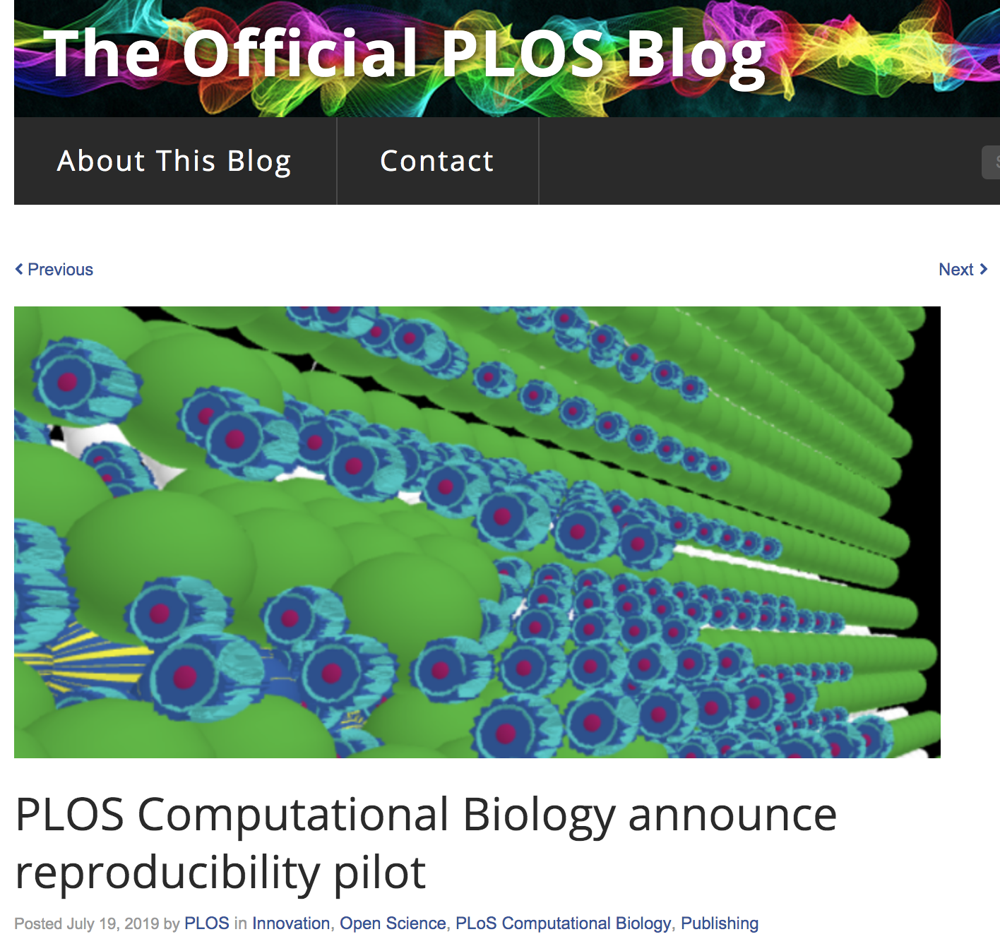 The Official PLOS Blog
About This Blog
Contact
Previous
Next
PLOS Computational Biology announce
reproducibility pilot
Posted July 19, 2019 by PLOS in Innovation, Open Science, PLoS Computational Biology, Publishing